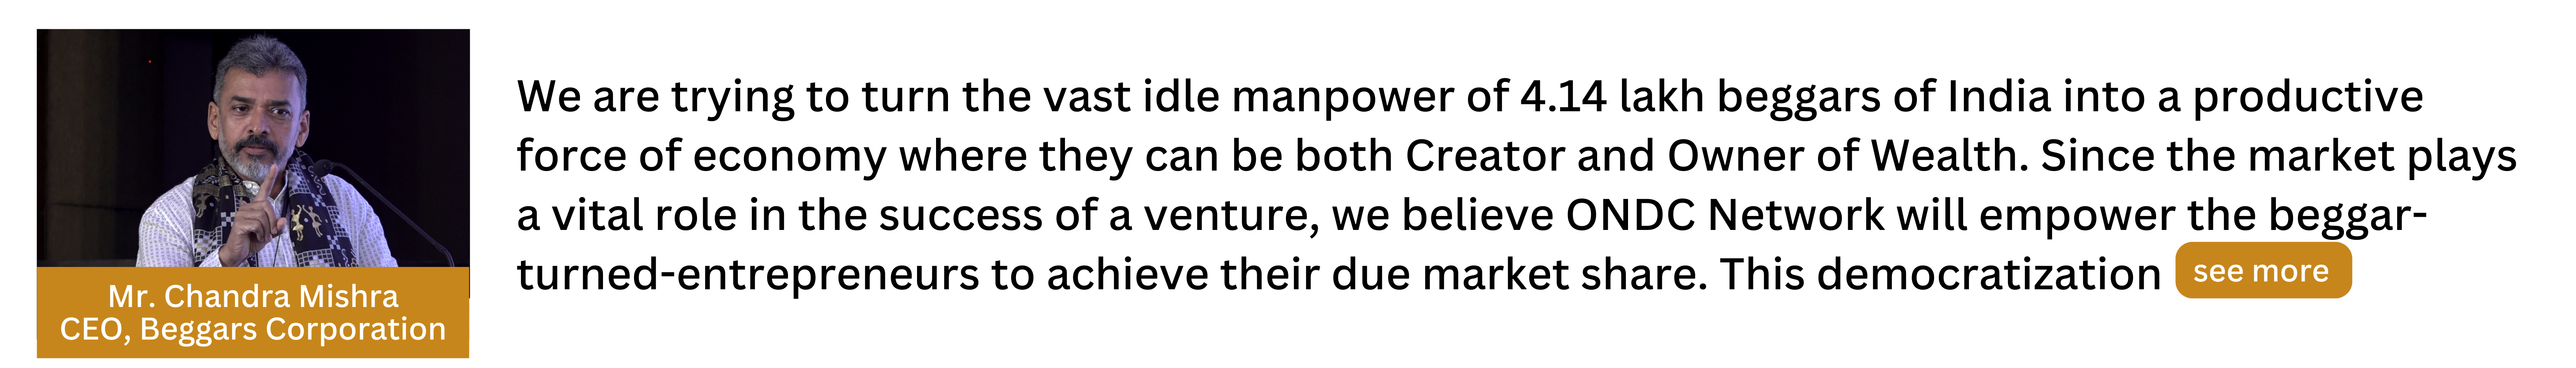 We are trying to turn the vast idle manpower of 4.14 lakh beggars of India into a productive
force of economy where they can be both Creator and Owner of Wealth. Since the market plays
a vital role in the success of a venture, we believe ONDC Network will empower the beggar-
turned-entrepreneurs to achieve their due market share. This democratization see more
Mr. Chandra Mishra
CEO, Beggars Corporation